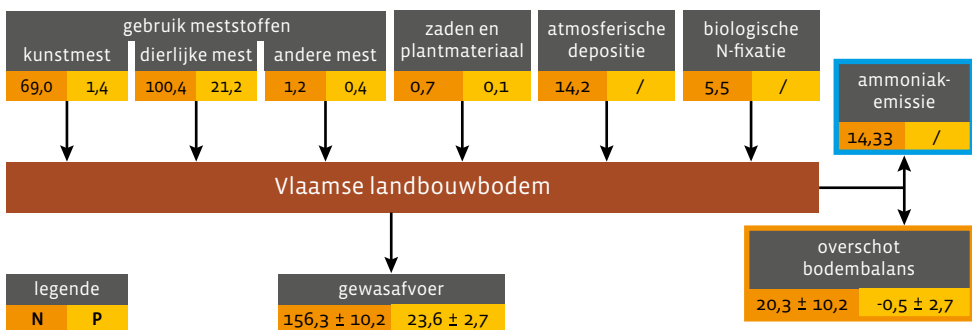 gebruik meststoffen
kunstmest
dierlijke mest
andere mest
69,0
1,4
100,4
21,2
1,2
0,4
zaden en
plantmateriaal
0,7
0,1
atmosferische
depositie
14,2
/
biologische
N-fixatie
5,5
/
ammoniak-
emissie
14,33
/
Vlaamse landbouwbodem
legende
N
P
gewasafvoer
156,3 ± 10,2
23,6 ± 2,7
overschot
bodembalans
20,3 ± 10,2
-0,5 ± 2,7